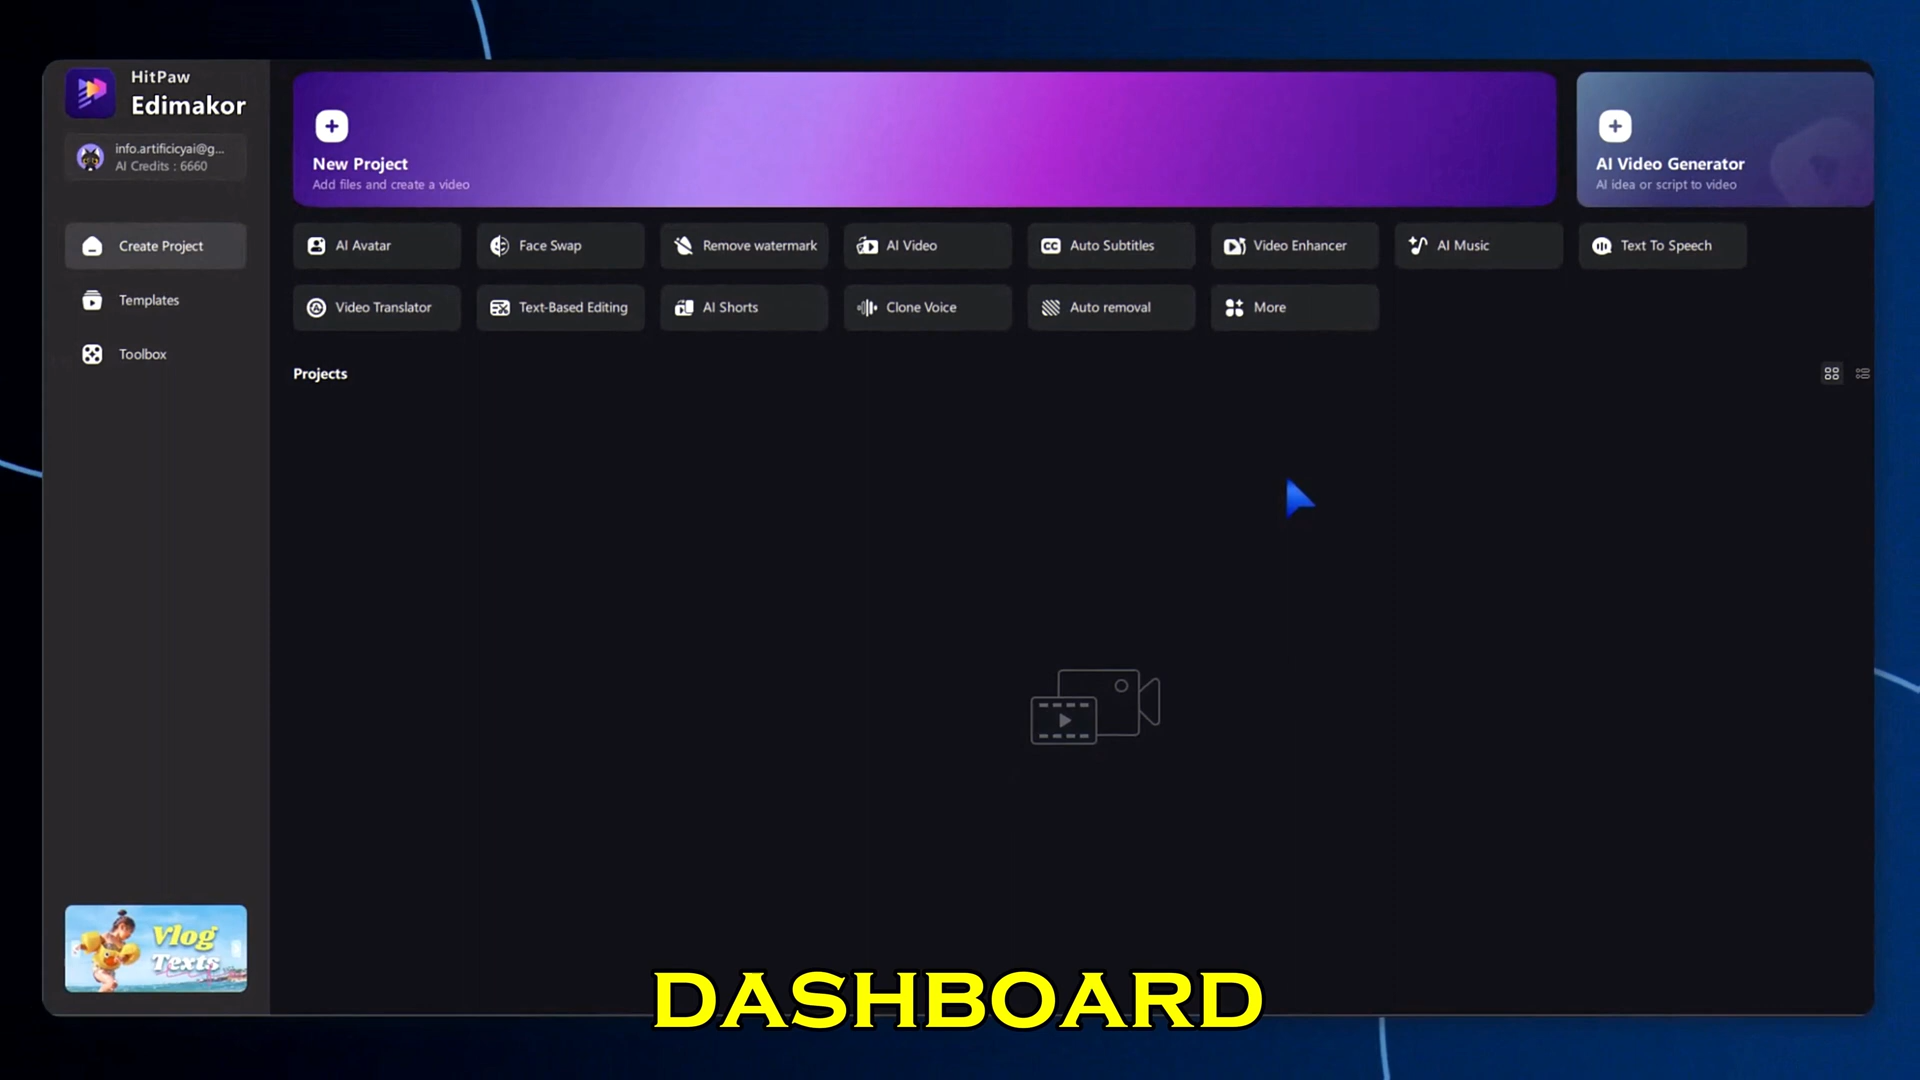 HitPaw
Edimakor
info.artificicyai@g...
AI Credits : 6660
Create Project
Templates
Toolbox
New Project
Add files and create a video
AI Video Generator
AI idea or script to video
AI Avatar
Face Swap
Remove watermark
AI Video
CC
Auto Subtitles
Video Enhancer
AI Music
Text To Speech
Video Translator
Text-Based Editing
AI Shorts
Clone Voice
Auto removal
More
Projects
Vlog
Texts
DASHBOARD